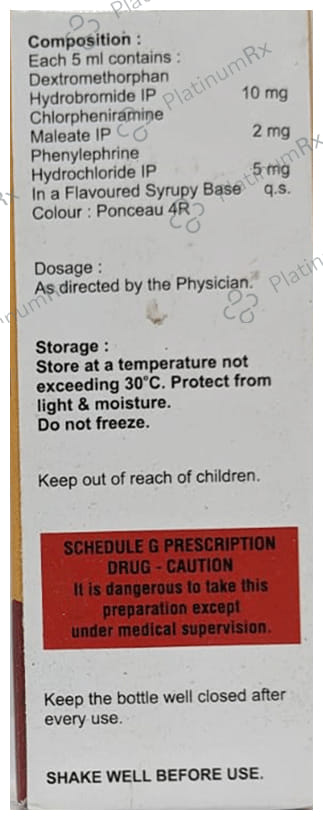 Composition :
Each 5 ml contains :
Dextromethorphan
Hydrobromide IP 10 mg
Chlorpheniramine
Maleate IP 2 mg
Phenylephrine
Hydrochloride IP 5 mg
In a Flavoured Syrupy Base q.s.
Colour : Ponceau 4R
Dosage :
As directed by the Physician.
Storage :
Store at a temperature not
exceeding 30°C. Protect from
light & moisture.
Do not freeze.
Keep out of reach of children.
SCHEDULE G PRESCRIPTION
DRUG - CAUTION
It is dangerous to take this
preparation except
under medical supervision.
Keep the bottle well closed after
every use.
SHAKE WELL BEFORE USE.
PlatinumRx
PlatinumRx